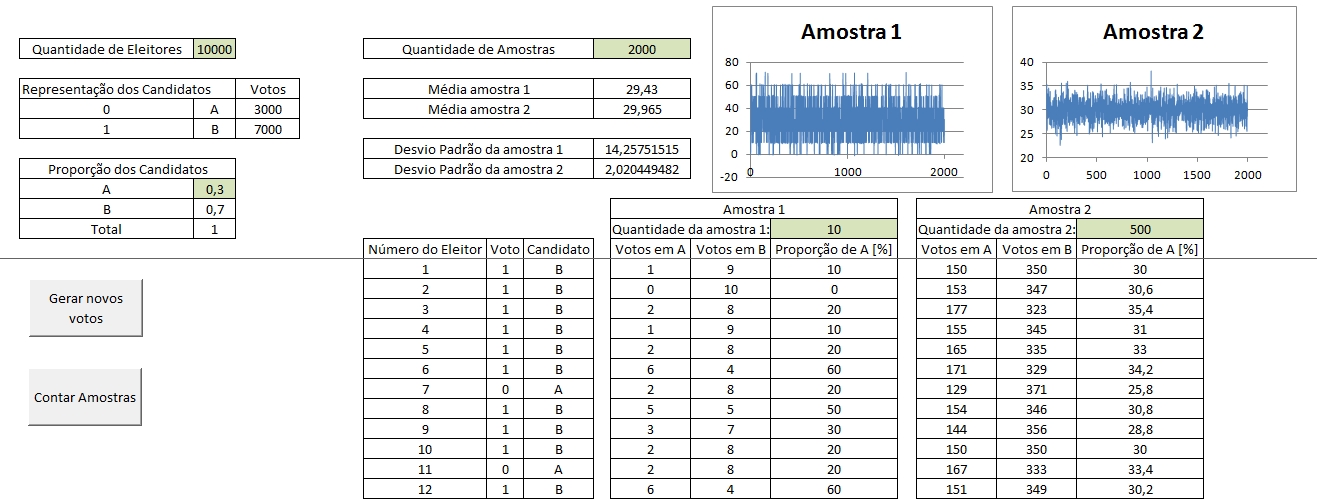 Quantidade de Eleitores 10000
Quantidade de Amostras 2000
Representação dos Candidatos Votos
0 A 3000
1 B 7000
Média amostra 1 29,43
Média amostra 2 29,965
Proporção dos Candidatos
A 0,3
B 0,7
Total 1
Desvio Padrão da amostra 1 14,25751515
Desvio Padrão da amostra 2 2,020449482
Amostra 1
80
60
40
20
0
-20
0 1000 2000
Amostra 2
40
35
30
25
20
0 500 1000 1500 2000
Amostra 1 Amostra 2
Quantidade da amostra 1: 10 Quantidade da amostra 2: 500
Número do Eleitor Voto Candidato Votos em A Votos em B Proporção de A [%] Votos em A Votos em B Proporção de A [%]
1 1 B 1 9 10 150 350 30
2 1 B 0 10 0 153 347 30,6
3 1 B 2 8 20 177 323 35,4
4 1 B 1 9 10 155 345 31
5 1 B 2 8 20 165 335 33
6 1 B 6 4 60 171 329 34,2
7 0 A 2 8 20 129 371 25,8
8 1 B 5 5 50 154 346 30,8
9 1 B 3 7 30 144 356 28,8
10 1 B 2 8 20 150 350 30
11 0 A 2 8 20 167 333 33,4
12 1 B 6 4 60 151 349 30,2
Gerar novos
votos
Contar Amostras